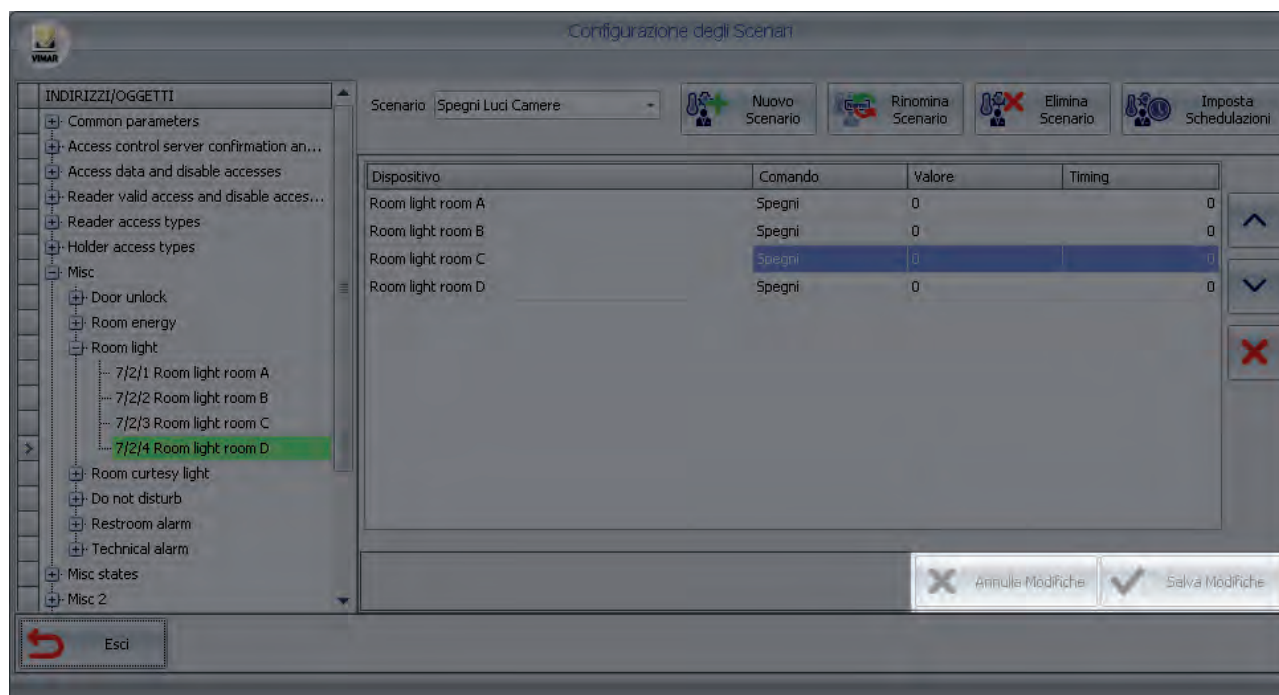 Configurazione degli Scenari
VIMAR
INDIRIZZI/OGGETTI
Common parameters
Access control server confirmation an...
Access data and disable accesses
Reader valid access and disable acces...
Reader access types
Holder access types
Misc
Door unlock
Room energy
Room light
7/2/1 Room light room A
7/2/2 Room light room B
7/2/3 Room light room C
7/2/4 Room light room D
Room curtesy light
Do not disturb
Restroom alarm
Technical alarm
Misc states
Misc 2
Scenario Spegni Luci Camere
Nuovo
Scenario
Rinomina
Scenario
Elimina
Scenario
Imposta
Schedulazioni
Dispositivo Comando Valore Timing
Room light room A Spegni 0 0
Room light room B Spegni 0 0
Room light room C Spegni 0 0
Room light room D Spegni 0 0
Annulla Modifiche
Salva Modifiche
Esci